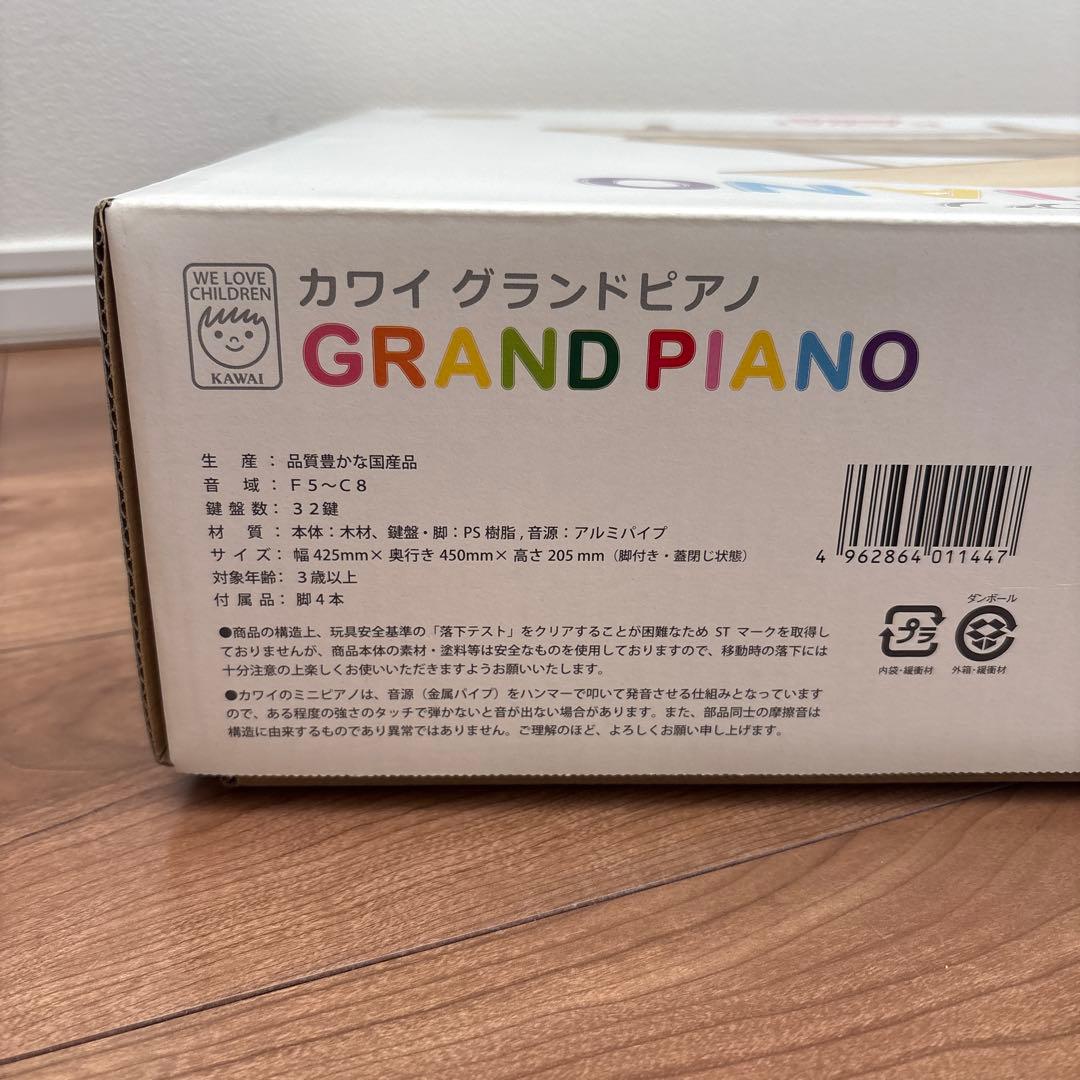 WE LOVE
CHILDREN
KAWAI
カワイ グランドピアノ
GRAND PIANO
生 産 ： 品質豊かな国産品
音 域 ： F5〜C8
鍵盤数： 32鍵
材 質 ： 本体：木材、鍵盤・脚：PS 樹脂 , 音源：アルミパイプ
サイズ： 幅 425mm× 奥行き 450mm× 高さ 205 mm（脚付き・蓋閉じ状態）
対象年齢： 3歳以上
付属品： 脚4本
●商品の構造上、玩具安全基準の「落下テスト」をクリアすることが困難なため ST マークを取得し
ておりませんが、商品本体の素材・塗料等は安全なものを使用しておりますので、移動時の落下には
十分注意の上楽しくお使いいただきますようお願いいたします。
●カワイのミニピアノは、音源（金属パイプ）をハンマーで叩いて発音させる仕組みとなっています
ので、ある程度の強さのタッチで弾かないと音が出ない場合があります。また、部品同士の摩擦音は
構造に由来するものであり異常ではありません。ご理解のほど、よろしくお願い申し上げます。
4 962864 011447
ダンボール
プラ
内袋・緩衝材
外箱・緩衝材